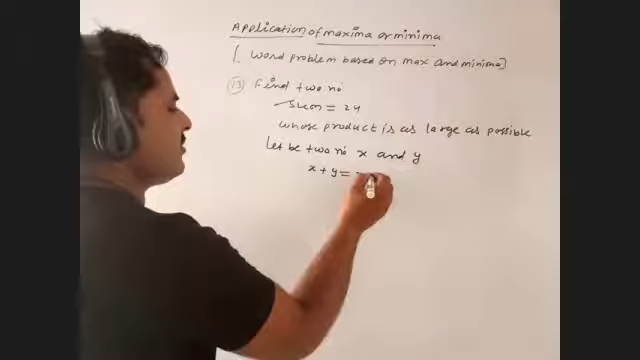 Application of maxima or minima
[ Word problem based on max and minima]
(13) Find two no
Sum = 24
whose product is as large as possible
Let be two no x and y
x + y =